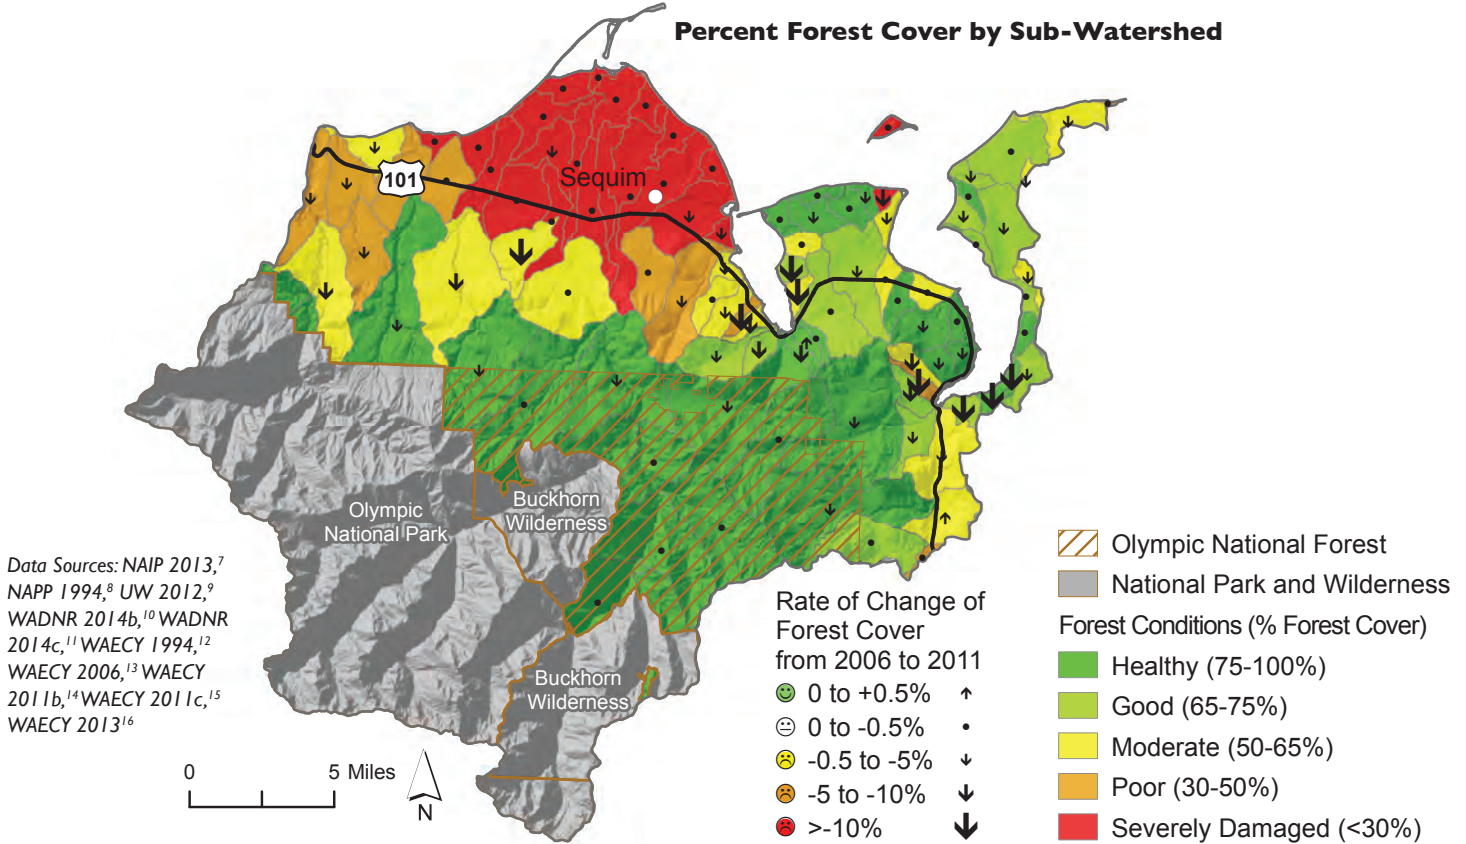 Percent Forest Cover by Sub-Watershed
101
Sequim
Olympic
National Park
Buckhorn
Wilderness
Buckhorn
Wilderness
Data Sources: NAIP 2013,⁷
NAPP 1994,⁸ UW 2012,⁹
WADNR 2014b,¹⁰ WADNR
2014c,¹¹ WAECY 1994,¹²
WAECY 2006,¹³ WAECY
2011b,¹⁴ WAECY 2011c,¹⁵
WAECY 2013¹⁶
0 5 Miles
N
Rate of Change of
Forest Cover
from 2006 to 2011
0 to +0.5%
0 to -0.5%
-0.5 to -5%
-5 to -10%
>-10%
Olympic National Forest
National Park and Wilderness
Forest Conditions (% Forest Cover)
Healthy (75-100%)
Good (65-75%)
Moderate (50-65%)
Poor (30-50%)
Severely Damaged (<30%)